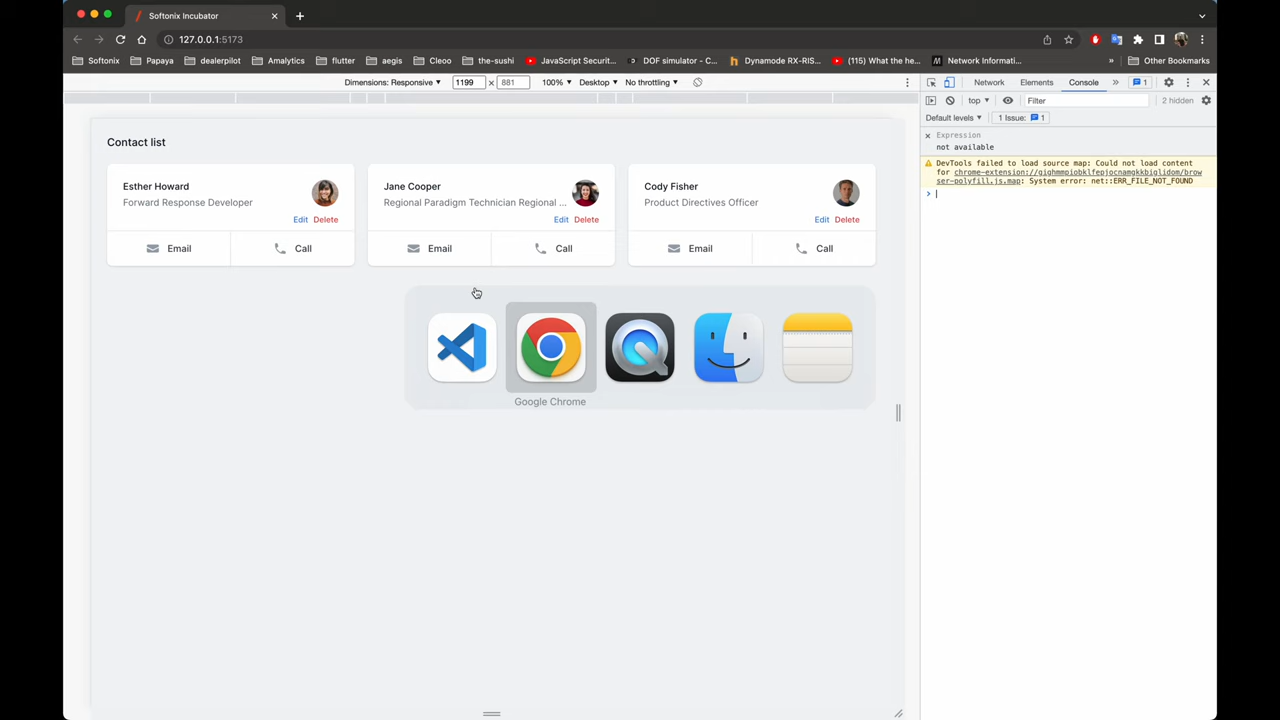 Softonix Incubator
127.0.0.1:5173
Softonix
Papaya
dealerpilot
Analytics
flutter
aegis
Cleoo
the-sushi
JavaScript Securit...
DOF simulator - C...
Dynamode RX-RIS...
(115) What the he...
Network Informati...
»
Other Bookmarks
Dimensions: Responsive
1199
×
881
100%
Desktop
No throttling
Network
Elements
Console
»
1
top
Filter
2 hidden
Default levels
1 Issue:
1
Expression
not available
DevTools failed to load source map: Could not load content
for chrome-extension://gighmmpiobklfepjocnamgkkbiglidom/brow
ser-polyfill.js.map: System error: net::ERR_FILE_NOT_FOUND
>
Contact list
Esther Howard
Forward Response Developer
Edit Delete
Email
Call
Jane Cooper
Regional Paradigm Technician Regional ...
Edit Delete
Email
Call
Cody Fisher
Product Directives Officer
Edit Delete
Email
Call
Google Chrome